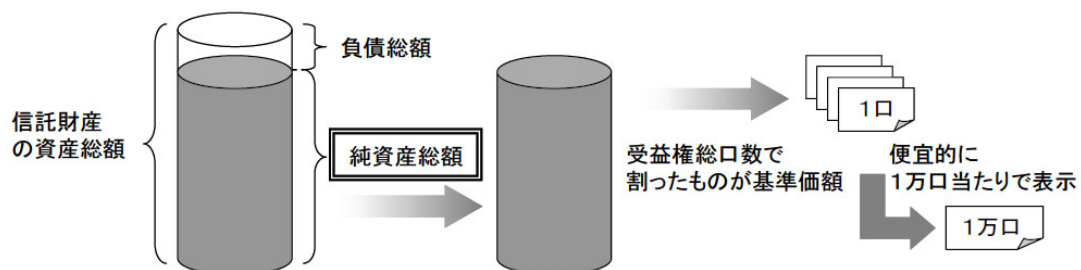 負債総額
信託財産
の資産総額
純資産総額
1口
受益権総口数で
割ったものが基準価額
便宜的に
1万口当たりで表示
1万口